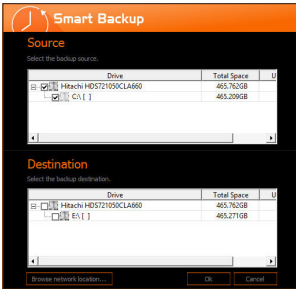 Smart Backup
Source
Select the backup source.
Drive Total Space U
Hitachi HDS721050CLA660 465.762GB
C:\ [ ] 465.209GB
Destination
Select the backup destination.
Drive Total Space U
Hitachi HDS721050CLA660 465.762GB
E:\ [ ] 465.271GB
Browse network location... Ok Cancel